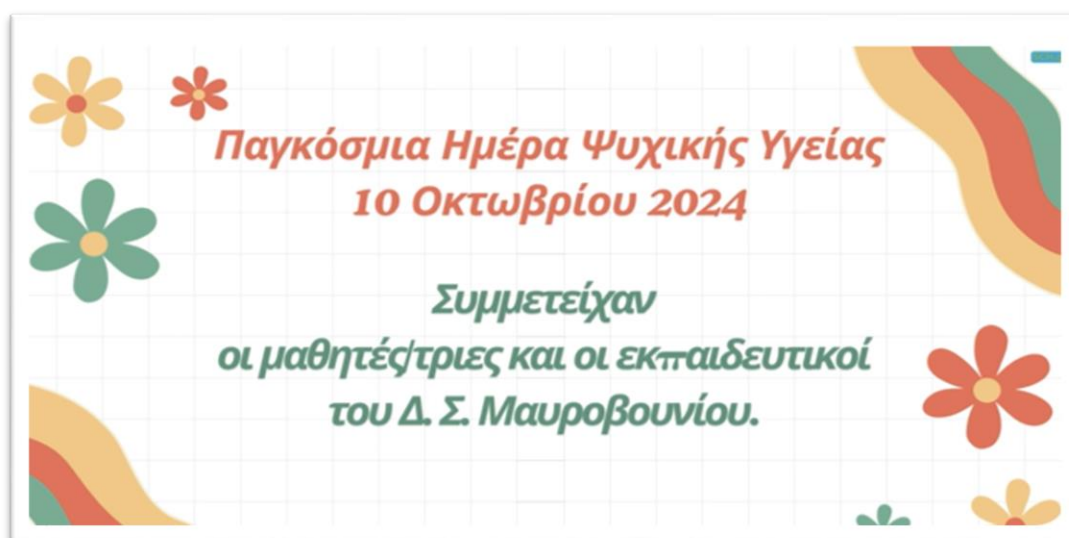 Παγκόσμια Ημέρα Ψυχικής Υγείας
10 Οκτωβρίου 2024
Συμμετείχαν
οι μαθητές/τριες και οι εκπαιδευτικοί
του Δ. Σ. Μαυροβουνίου.